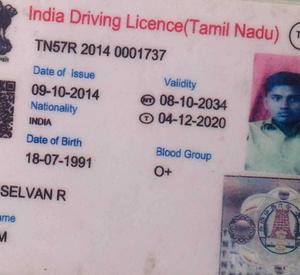 India Driving Licence(Tamil Nadu)
TN57R 2014 0001737
Date of Issue
09-10-2014
Validity
NT 08-10-2034
T 04-12-2020
Nationality
INDIA
Date of Birth
18-07-1991
Blood Group
O+
SELVAN R
ame
M